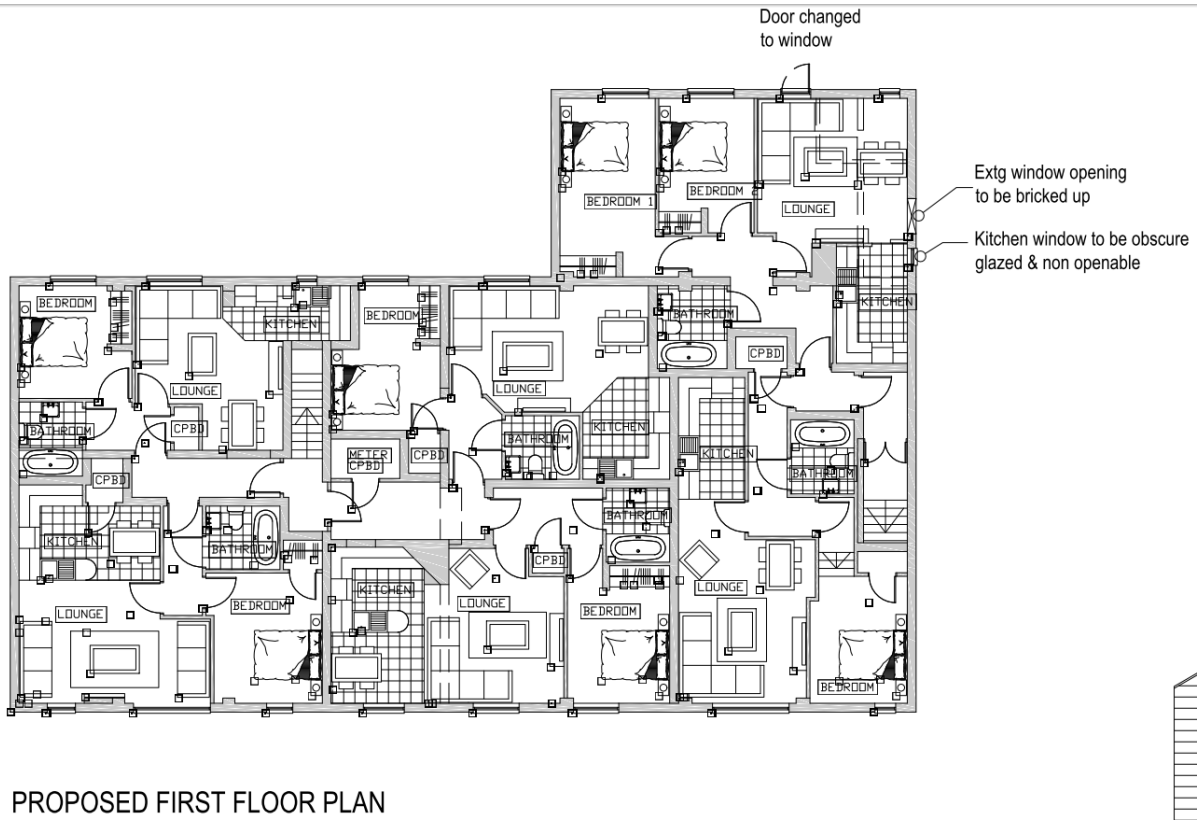 Door changed
to window
Extg window opening
to be bricked up
Kitchen window to be obscure
glazed & non openable
BEDROOM 1
BEDROOM 2
LOUNGE
KITCHEN
BATHROOM
CPBD
BEDROOM
LOUNGE
KITCHEN
BEDROOM
LOUNGE
BATHROOM
CPBD
BATHROOM
KITCHEN
METER
CPBD
CPBD
KITCHEN
BATHROOM
CPBD
KITCHEN
BATHROOM
BATHROOM
CPBD
KITCHEN
LOUNGE
BEDROOM
LOUNGE
BEDROOM
LOUNGE
BEDROOM
PROPOSED FIRST FLOOR PLAN